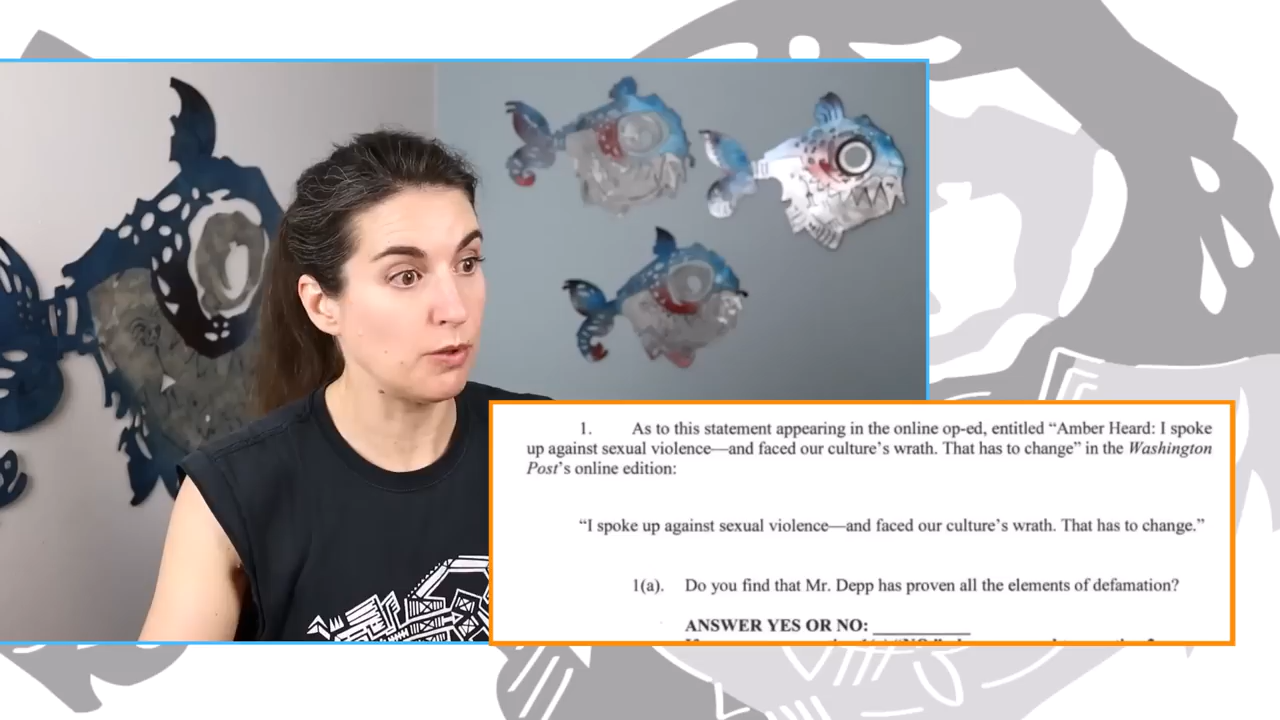 1. As to this statement appearing in the online op-ed, entitled “Amber Heard: I spoke
up against sexual violence—and faced our culture’s wrath. That has to change” in the Washington
Post’s online edition:
“I spoke up against sexual violence—and faced our culture’s wrath. That has to change.”
1(a). Do you find that Mr. Depp has proven all the elements of defamation?
ANSWER YES OR NO: __________